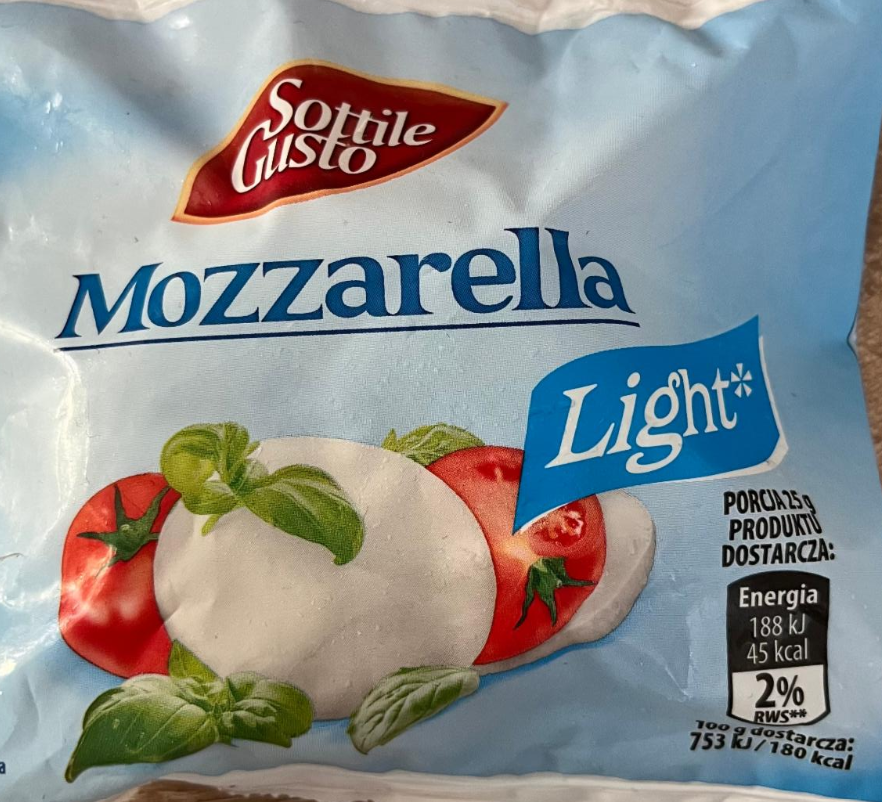 Sottile
Gusto
Mozzarella
Light*
PORCJA 25 g
PRODUKTU
DOSTARCZA:
Energia
188 kJ
45 kcal
2%
RWS**
100 g dostarcza:
753 kJ / 180 kcal
a